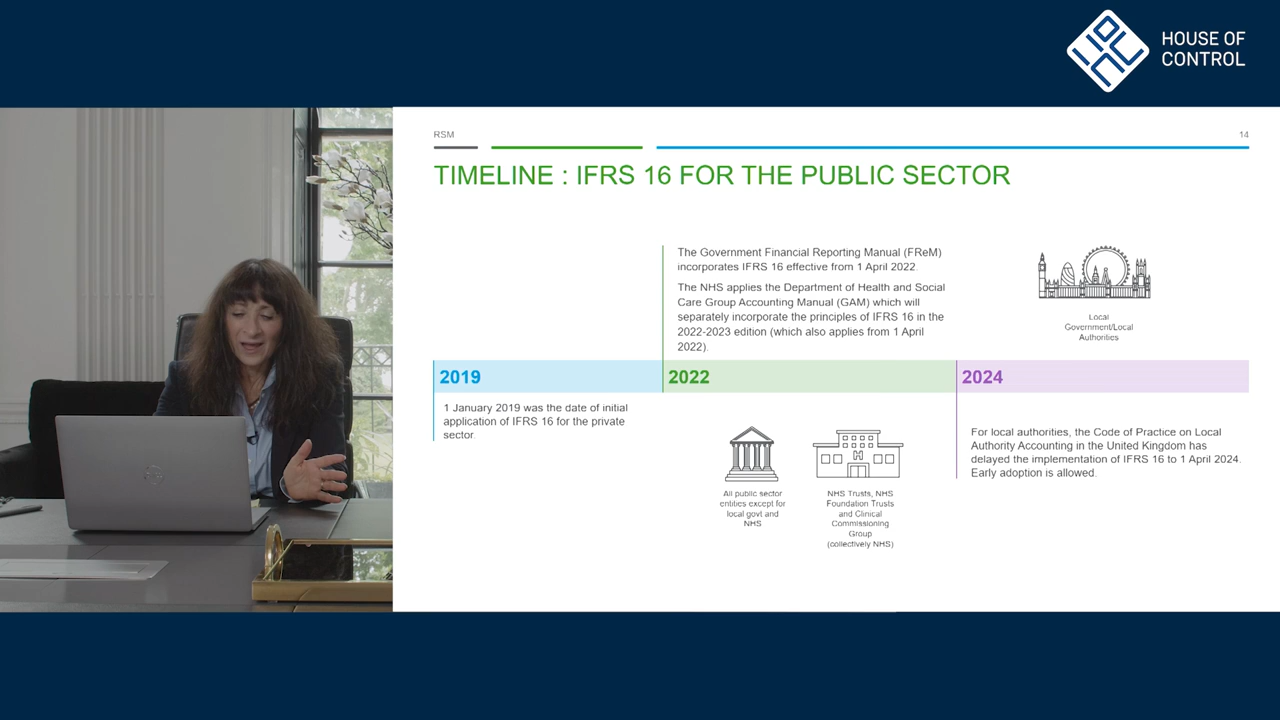 HOUSE OF
CONTROL
RSM
14
TIMELINE : IFRS 16 FOR THE PUBLIC SECTOR
The Government Financial Reporting Manual (FReM)
incorporates IFRS 16 effective from 1 April 2022.
The NHS applies the Department of Health and Social
Care Group Accounting Manual (GAM) which will
separately incorporate the principles of IFRS 16 in the
2022-2023 edition (which also applies from 1 April
2022).
Local
Government/Local
Authorities
2019
2022
2024
1 January 2019 was the date of initial
application of IFRS 16 for the private
sector.
H
All public sector
entities except for
local govt and
NHS
NHS Trusts, NHS
Foundation Trusts
and Clinical
Commissioning
Group
(collectively NHS)
For local authorities, the Code of Practice on Local
Authority Accounting in the United Kingdom has
delayed the implementation of IFRS 16 to 1 April 2024.
Early adoption is allowed.